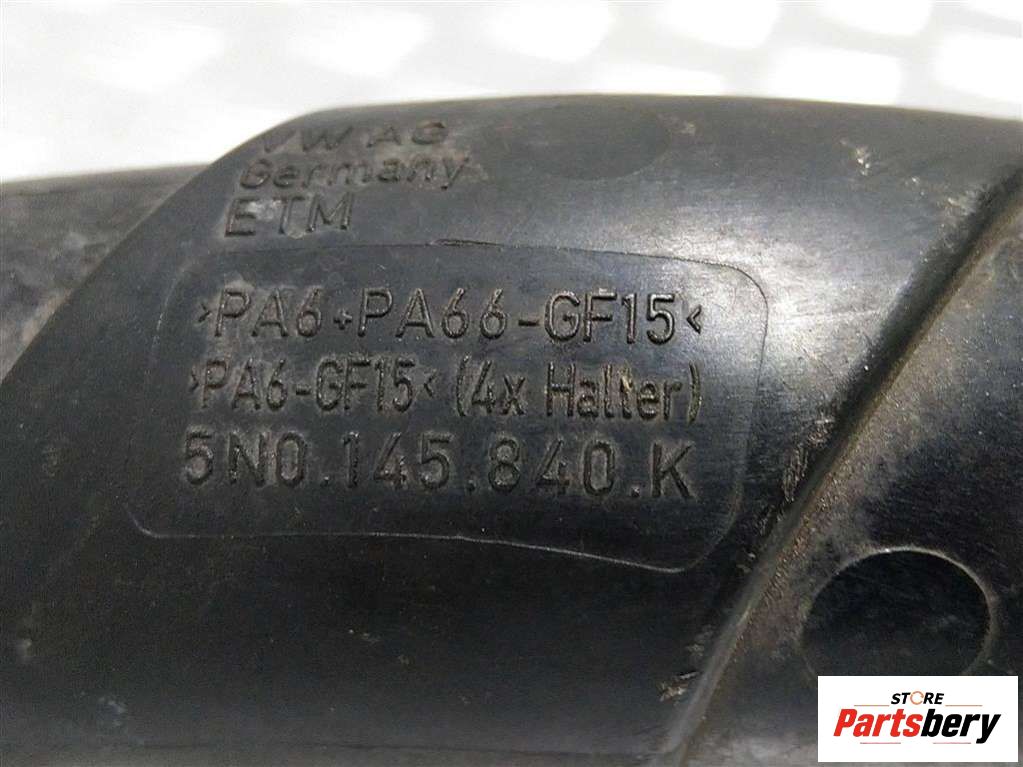 VW AG
Germany
ETM
>PA6+PA66-GF15<
>PA6-GF15< (4x Halter)
5N0.145.840.K
STORE
Partsbery